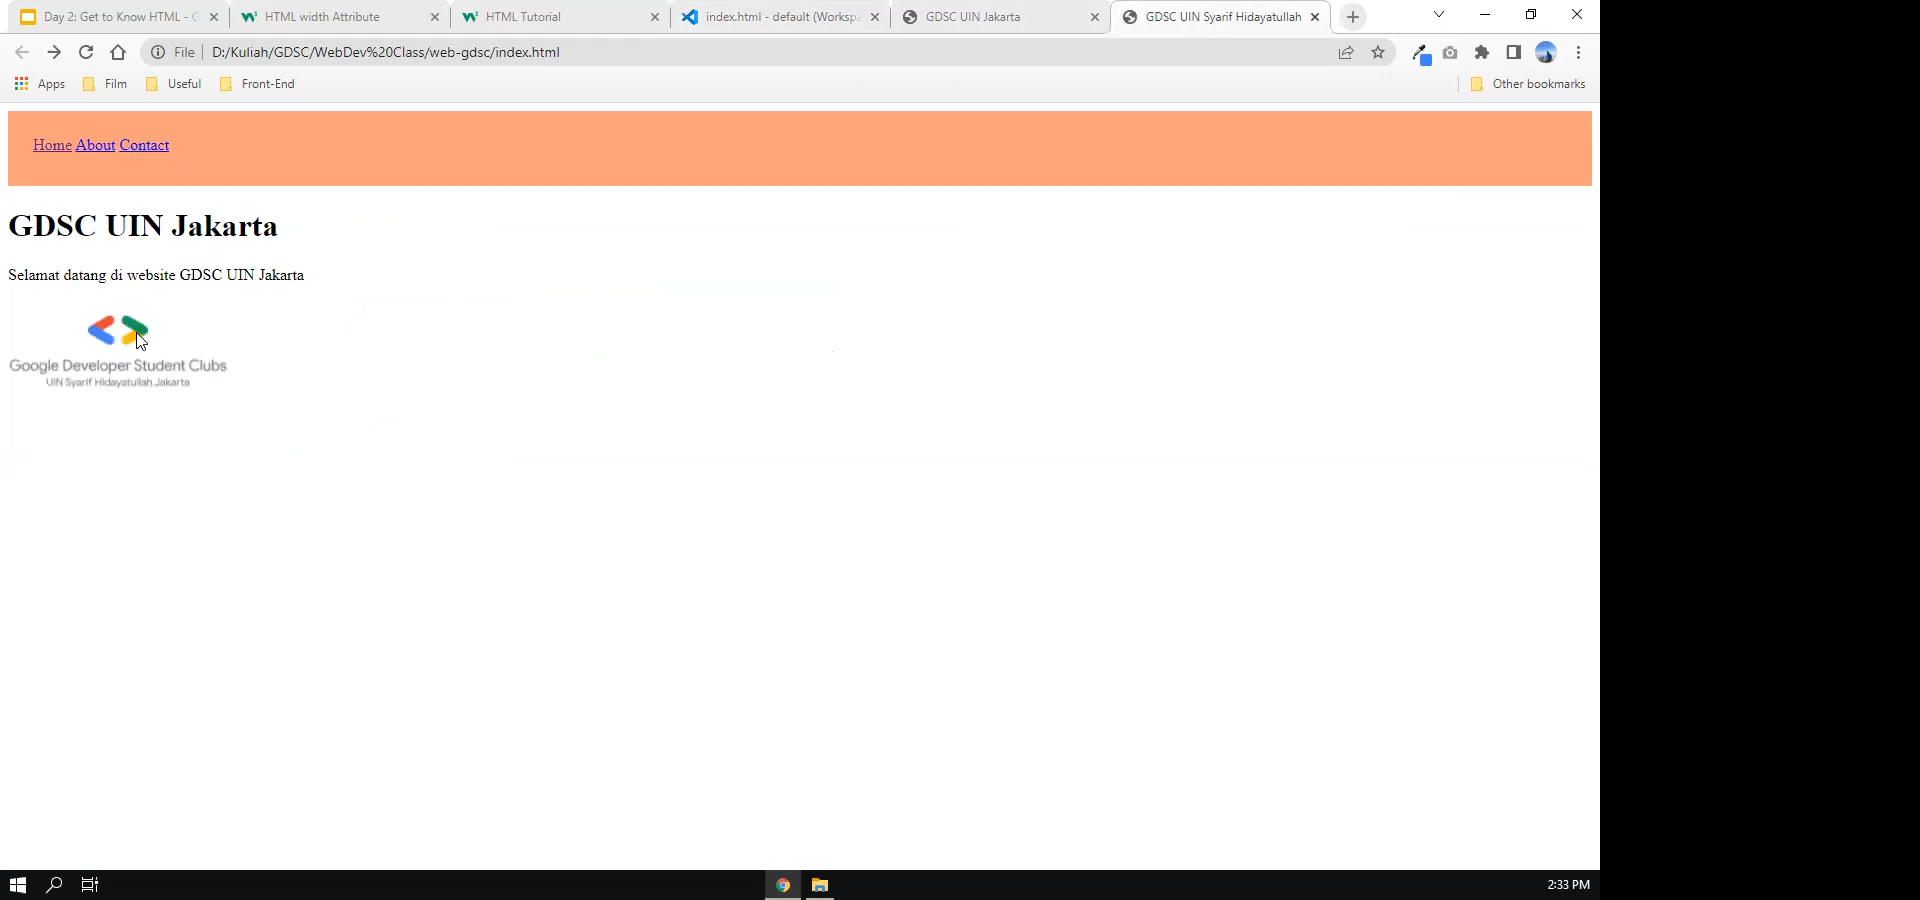 Day 2: Get to Know HTML - G
HTML width Attribute
HTML Tutorial
index.html - default (Workspa
GDSC UIN Jakarta
GDSC UIN Syarif Hidayatullah
File
D:/Kuliah/GDSC/WebDev%20Class/web-gdsc/index.html
Apps
Film
Useful
Front-End
Other bookmarks
Home About Contact
GDSC UIN Jakarta
Selamat datang di website GDSC UIN Jakarta
Google Developer Student Clubs
UIN Syarif Hidayatullah Jakarta
2:33 PM